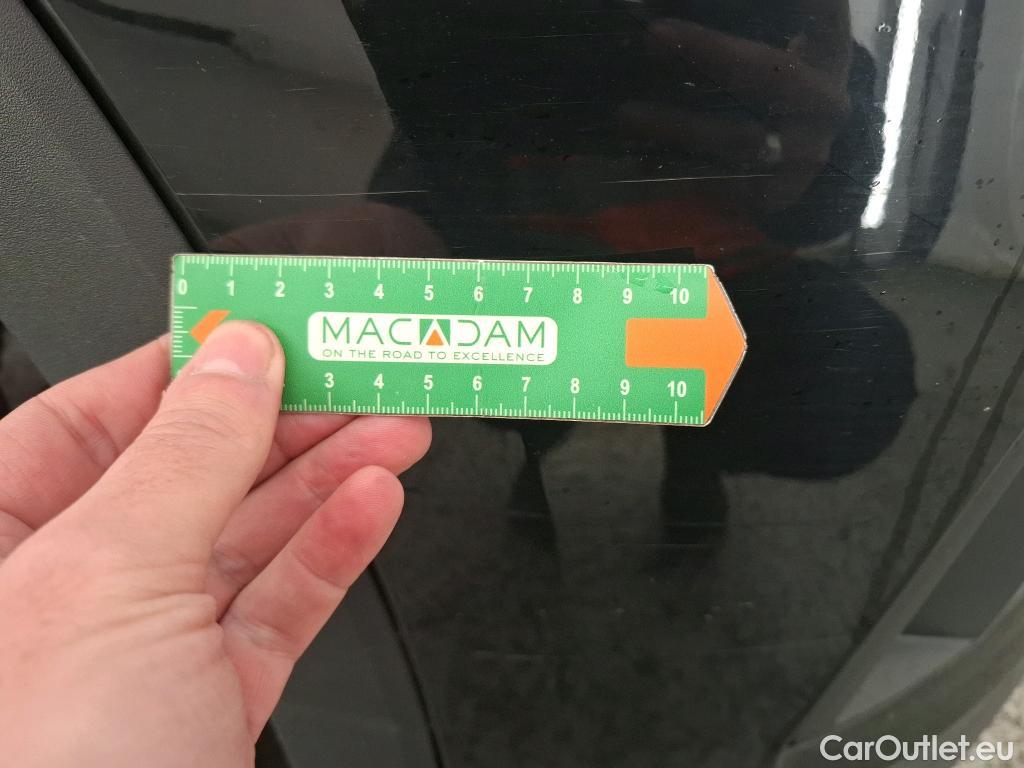 0 1 2 3 4 5 6 7 8 9 10
MACADAM
ON THE ROAD TO EXCELLENCE
3 4 5 6 7 8 9 10
CarOutlet.eu